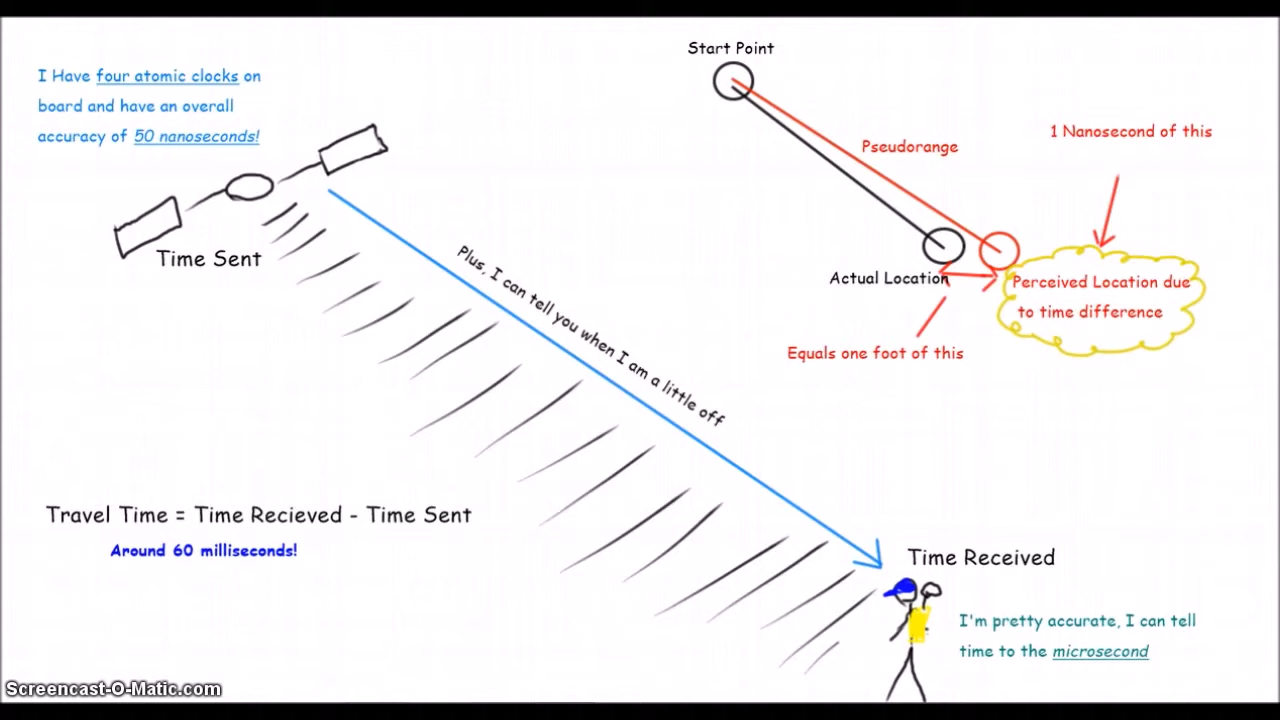 Start Point
I Have four atomic clocks on
board and have an overall
accuracy of 50 nanoseconds!
1 Nanosecond of this
Pseudorange
Time Sent
Plus, I can tell you when I am a little off
Actual Location
Perceived Location due
to time difference
Equals one foot of this
Travel Time = Time Recieved - Time Sent
Around 60 milliseconds!
Time Received
I'm pretty accurate, I can tell
time to the microsecond
Screencast-O-Matic.com